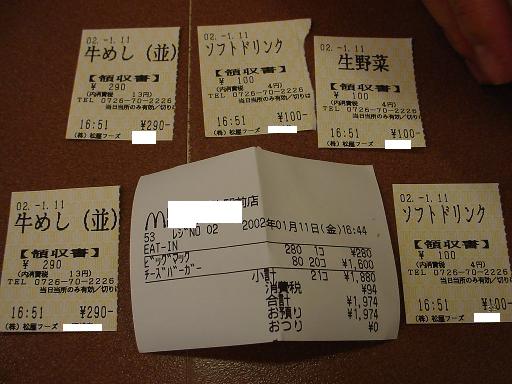 02.-1.11
牛めし（並）
【領収書】
¥ 290
(内消費税 13円)
TEL 0726-70-2226
当日当所のみ有効/切りは
16:51 ¥290-
(株) 松屋フーズ
02.-1.11
ソフトドリンク
【領収書】
¥ 100
(内消費税 4円)
TEL 0726-70-2226
当日当所のみ有効/切りは
16:51 ¥100-
(株) 松屋フーズ
02.-1.11
生野菜
【領収書】
¥ 100
(内消費税 4円)
TEL 0726-70-2226
当日当所のみ有効/切りは
16:51 ¥100-
(株) 松屋フーズ
02.-1.11
牛めし（並）
【領収書】
¥ 290
(内消費税 13円)
TEL 0726-70-2226
当日当所のみ有効/切りは
16:51 ¥290-
(株) 松屋フーズ
M 駅前店
53 レジNO 02 2002年01月11日(金)16:44
EAT-IN
ビッグマック 280 1コ ¥280
チーズバーガー 80 20コ ¥1,600
小計 21コ ¥1,880
消費税 ¥94
合計 ¥1,974
お預り ¥1,974
おつり ¥0
02.-1.11
ソフトドリンク
【領収書】
¥ 100
(内消費税 4円)
TEL 0726-70-2226
当日当所のみ有効/切りは
16:51 ¥100-
(株) 松屋フーズ